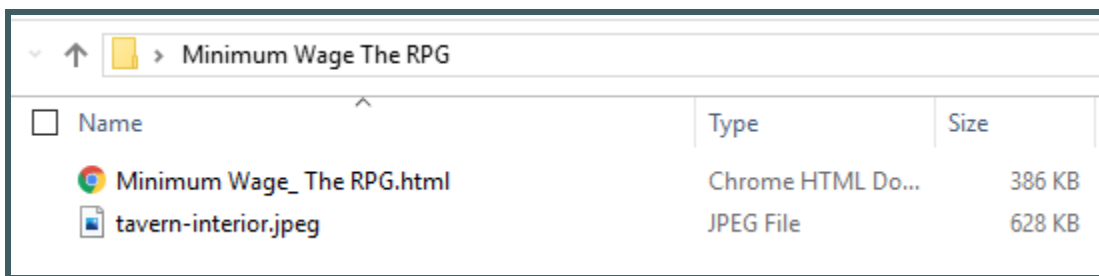 Minimum Wage The RPG
Name Type Size
Minimum Wage_ The RPG.html Chrome HTML Do... 386 KB
tavern-interior.jpeg JPEG File 628 KB